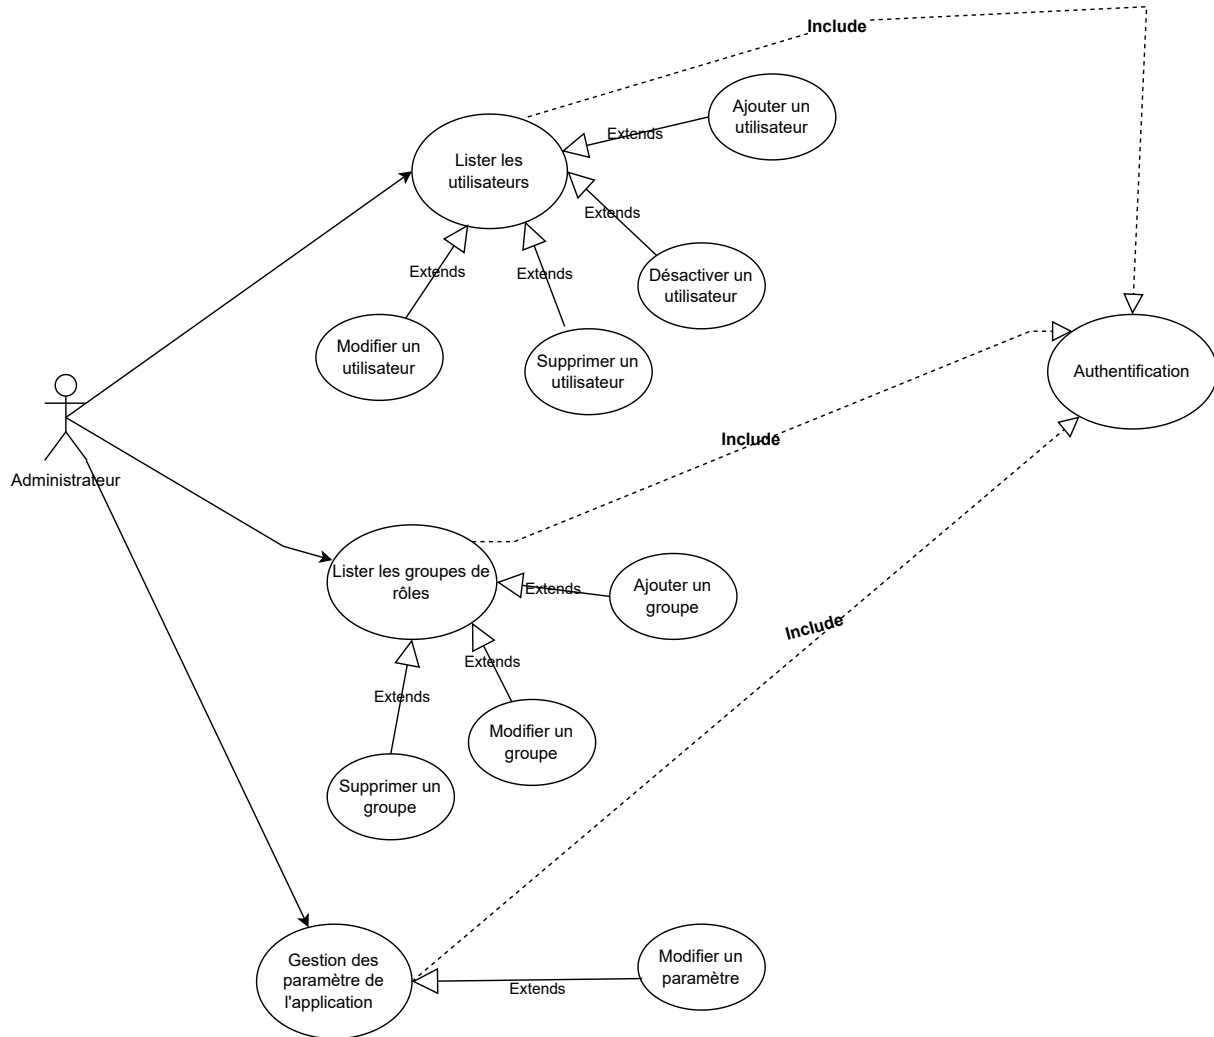 Include
Ajouter un
utilisateur
Extends
Lister les
utilisateurs
Extends
Extends
Extends
Désactiver un
utilisateur
Modifier un
utilisateur
Supprimer un
utilisateur
Authentification
Administrateur
Include
Lister les groupes de
rôles
Extends
Ajouter un
groupe
Include
Extends
Extends
Modifier un
groupe
Supprimer un
groupe
Gestion des
paramètre de
l'application
Extends
Modifier un
paramètre